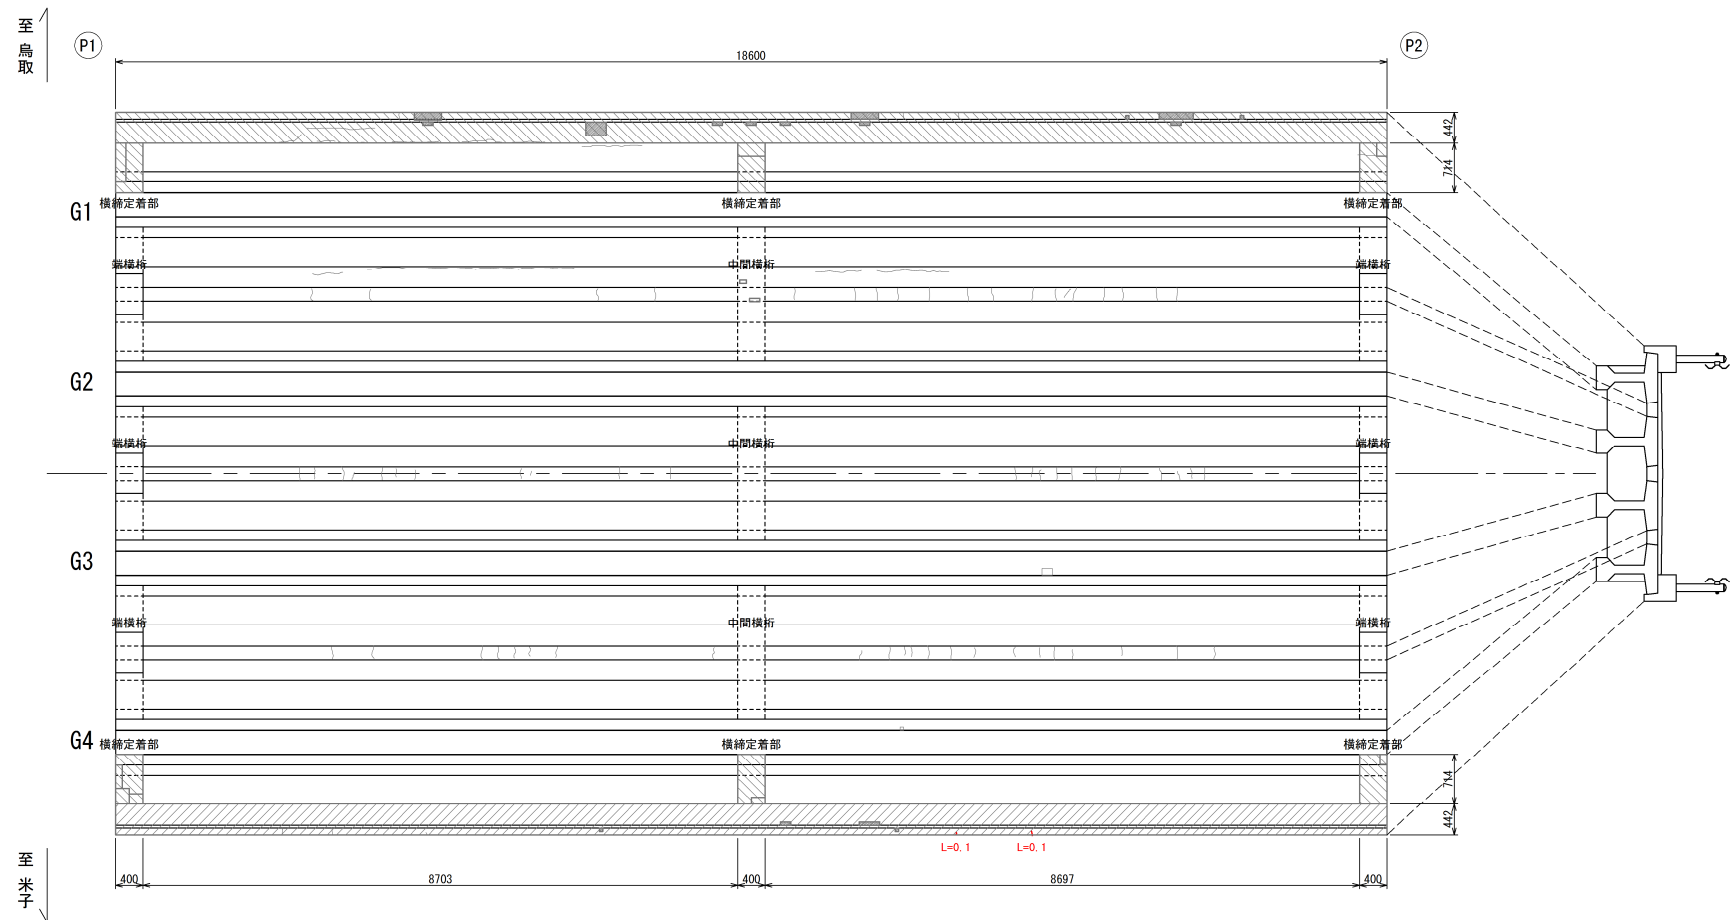 至 鳥取
P1
P2
18600
442
714
G1
横締定着部
横締定着部
横締定着部
端横桁
中間横桁
端横桁
G2
端横桁
中間横桁
端横桁
G3
端横桁
中間横桁
端横桁
G4
横締定着部
横締定着部
横締定着部
714
442
L=0.1
L=0.1
至 米子
400
8703
400
8697
400